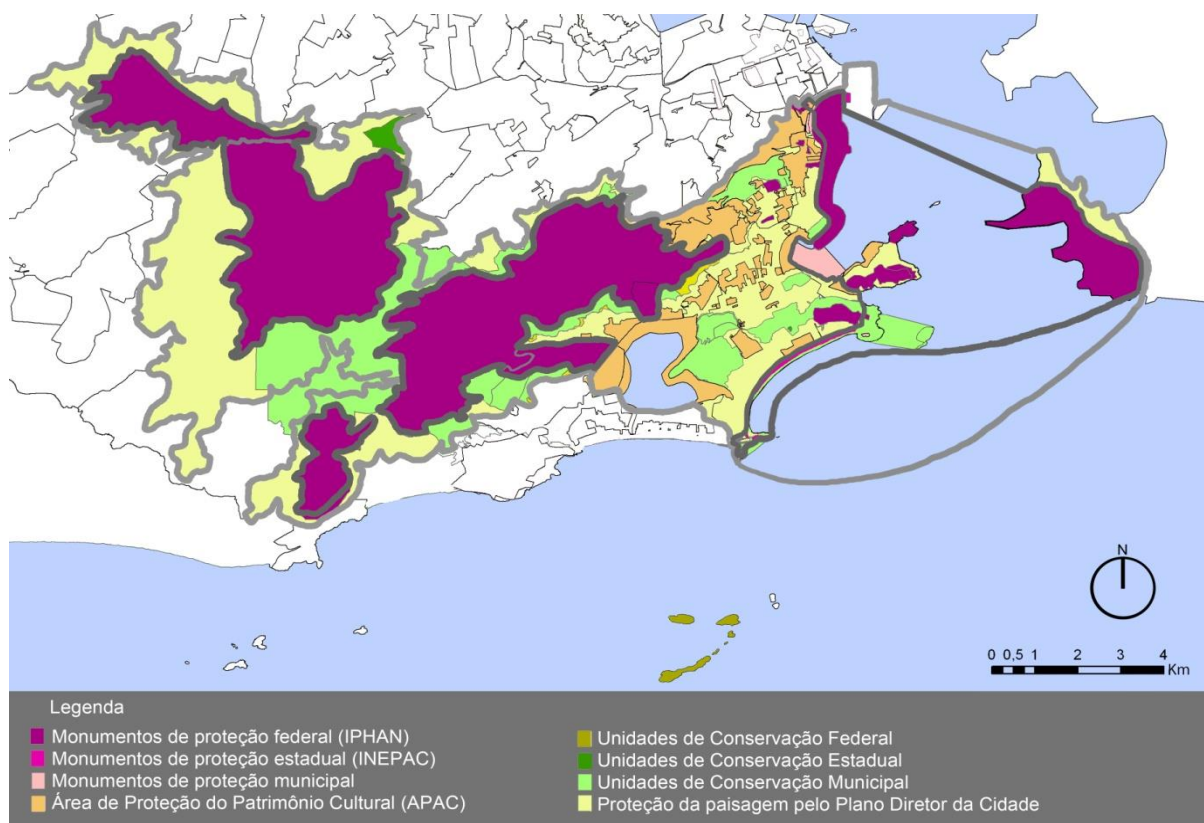 N
0 0,5 1 2 3 4
Km
Legenda
Monumentos de proteção federal (IPHAN)
Monumentos de proteção estadual (INEPAC)
Monumentos de proteção municipal
Área de Proteção do Patrimônio Cultural (APAC)
Unidades de Conservação Federal
Unidades de Conservação Estadual
Unidades de Conservação Municipal
Proteção da paisagem pelo Plano Diretor da Cidade